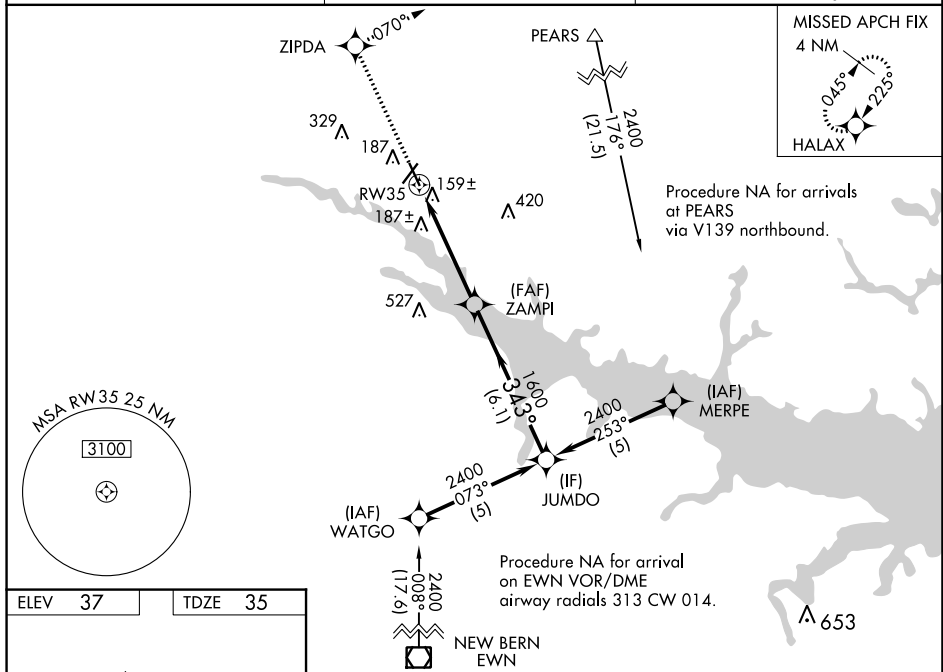 MISSED APCH FIX
4 NM
045°
225°
HALAX
ZIPDA
070°
PEARS
2400
176°
(21.5)
329
187
RW35
159±
187±
420
Procedure NA for arrivals
at PEARS
via V139 northbound.
527
(FAF)
ZAMPI
1600
343°
(6.1)
2400
253°
(5)
(IAF)
MERPE
MSA RW35 25 NM
3100
2400
073°
(5)
(IF)
JUMDO
(IAF)
WATGO
2400
008°
(17.6)
Procedure NA for arrival
on EWN VOR/DME
airway radials 313 CW 014.
653
NEW BERN
EWN
ELEV 37
TDZE 35